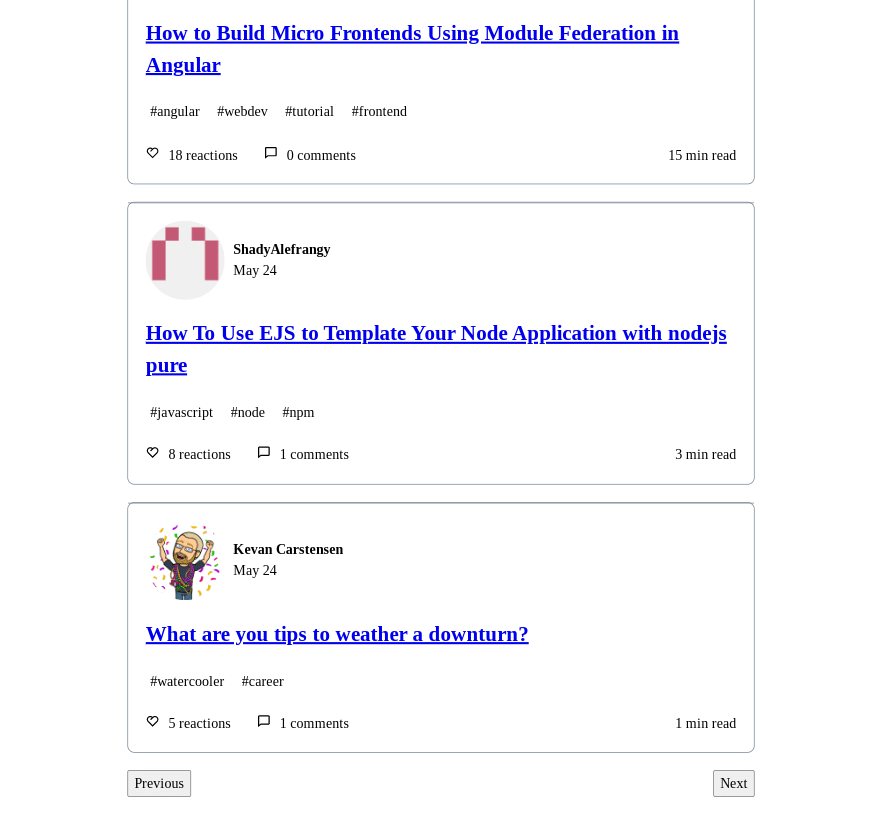 How to Build Micro Frontends Using Module Federation in
Angular
#angular #webdev #tutorial #frontend
18 reactions 0 comments 15 min read
ShadyAlefrangy
May 24
How To Use EJS to Template Your Node Application with nodejs
pure
#javascript #node #npm
8 reactions 1 comments 3 min read
Kevan Carstensen
May 24
What are you tips to weather a downturn?
#watercooler #career
5 reactions 1 comments 1 min read
Previous Next